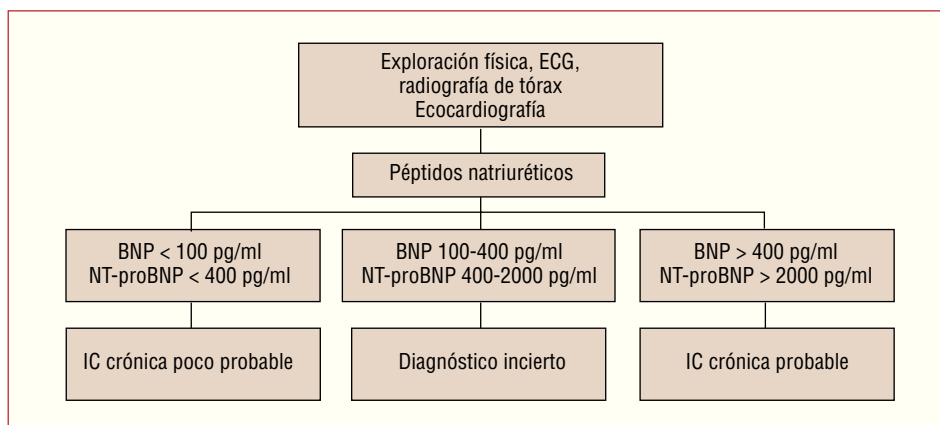 Exploración física, ECG,
radiografía de tórax
Ecocardiografía
Péptidos natriuréticos
BNP < 100 pg/ml
NT-proBNP < 400 pg/ml
BNP 100-400 pg/ml
NT-proBNP 400-2000 pg/ml
BNP > 400 pg/ml
NT-proBNP > 2000 pg/ml
IC crónica poco probable
Diagnóstico incierto
IC crónica probable